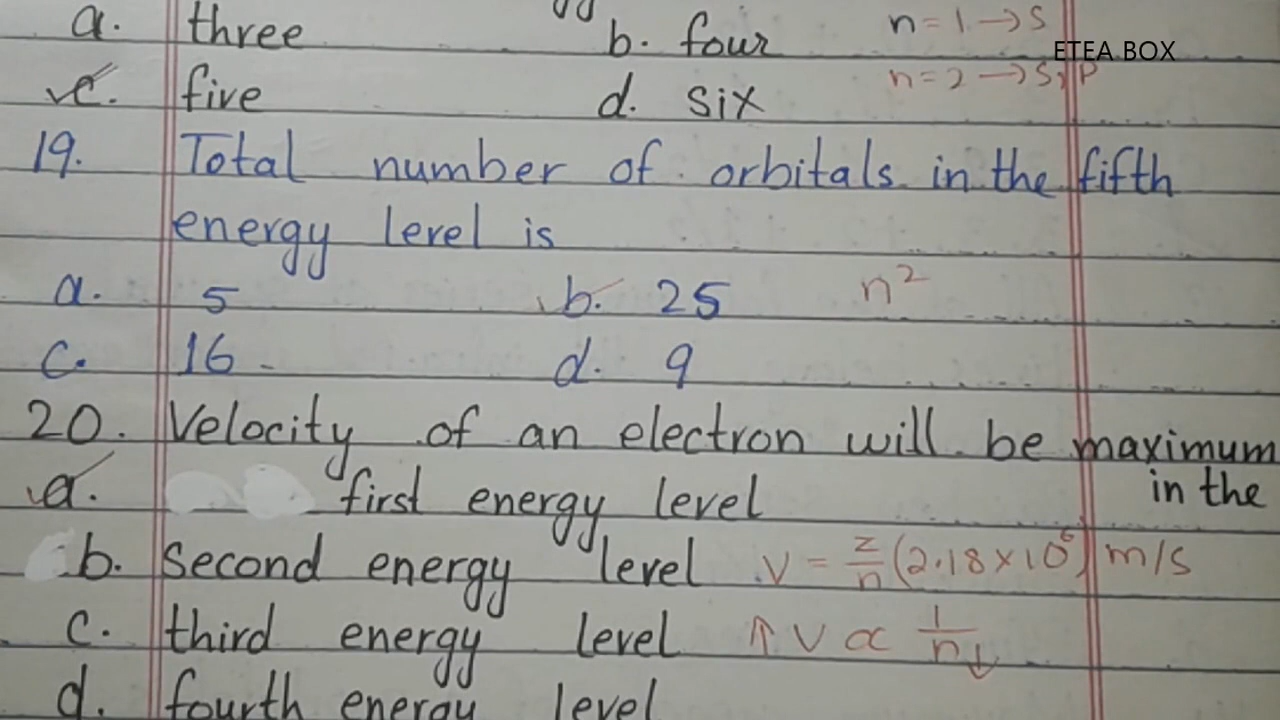 a. three b. four n=1→s
ETEA BOX
c. five d. six n=2→s,p
19. Total number of orbitals in the fifth
energy level is
a. 5 b. 25 n²
c. 16 d. 9
20. Velocity of an electron will be maximum
in the
a. first energy level
b. second energy level v = z/n (2.18×10⁶) m/s
c. third energy level ↑ v ∝ 1/n↓
d. fourth energy level